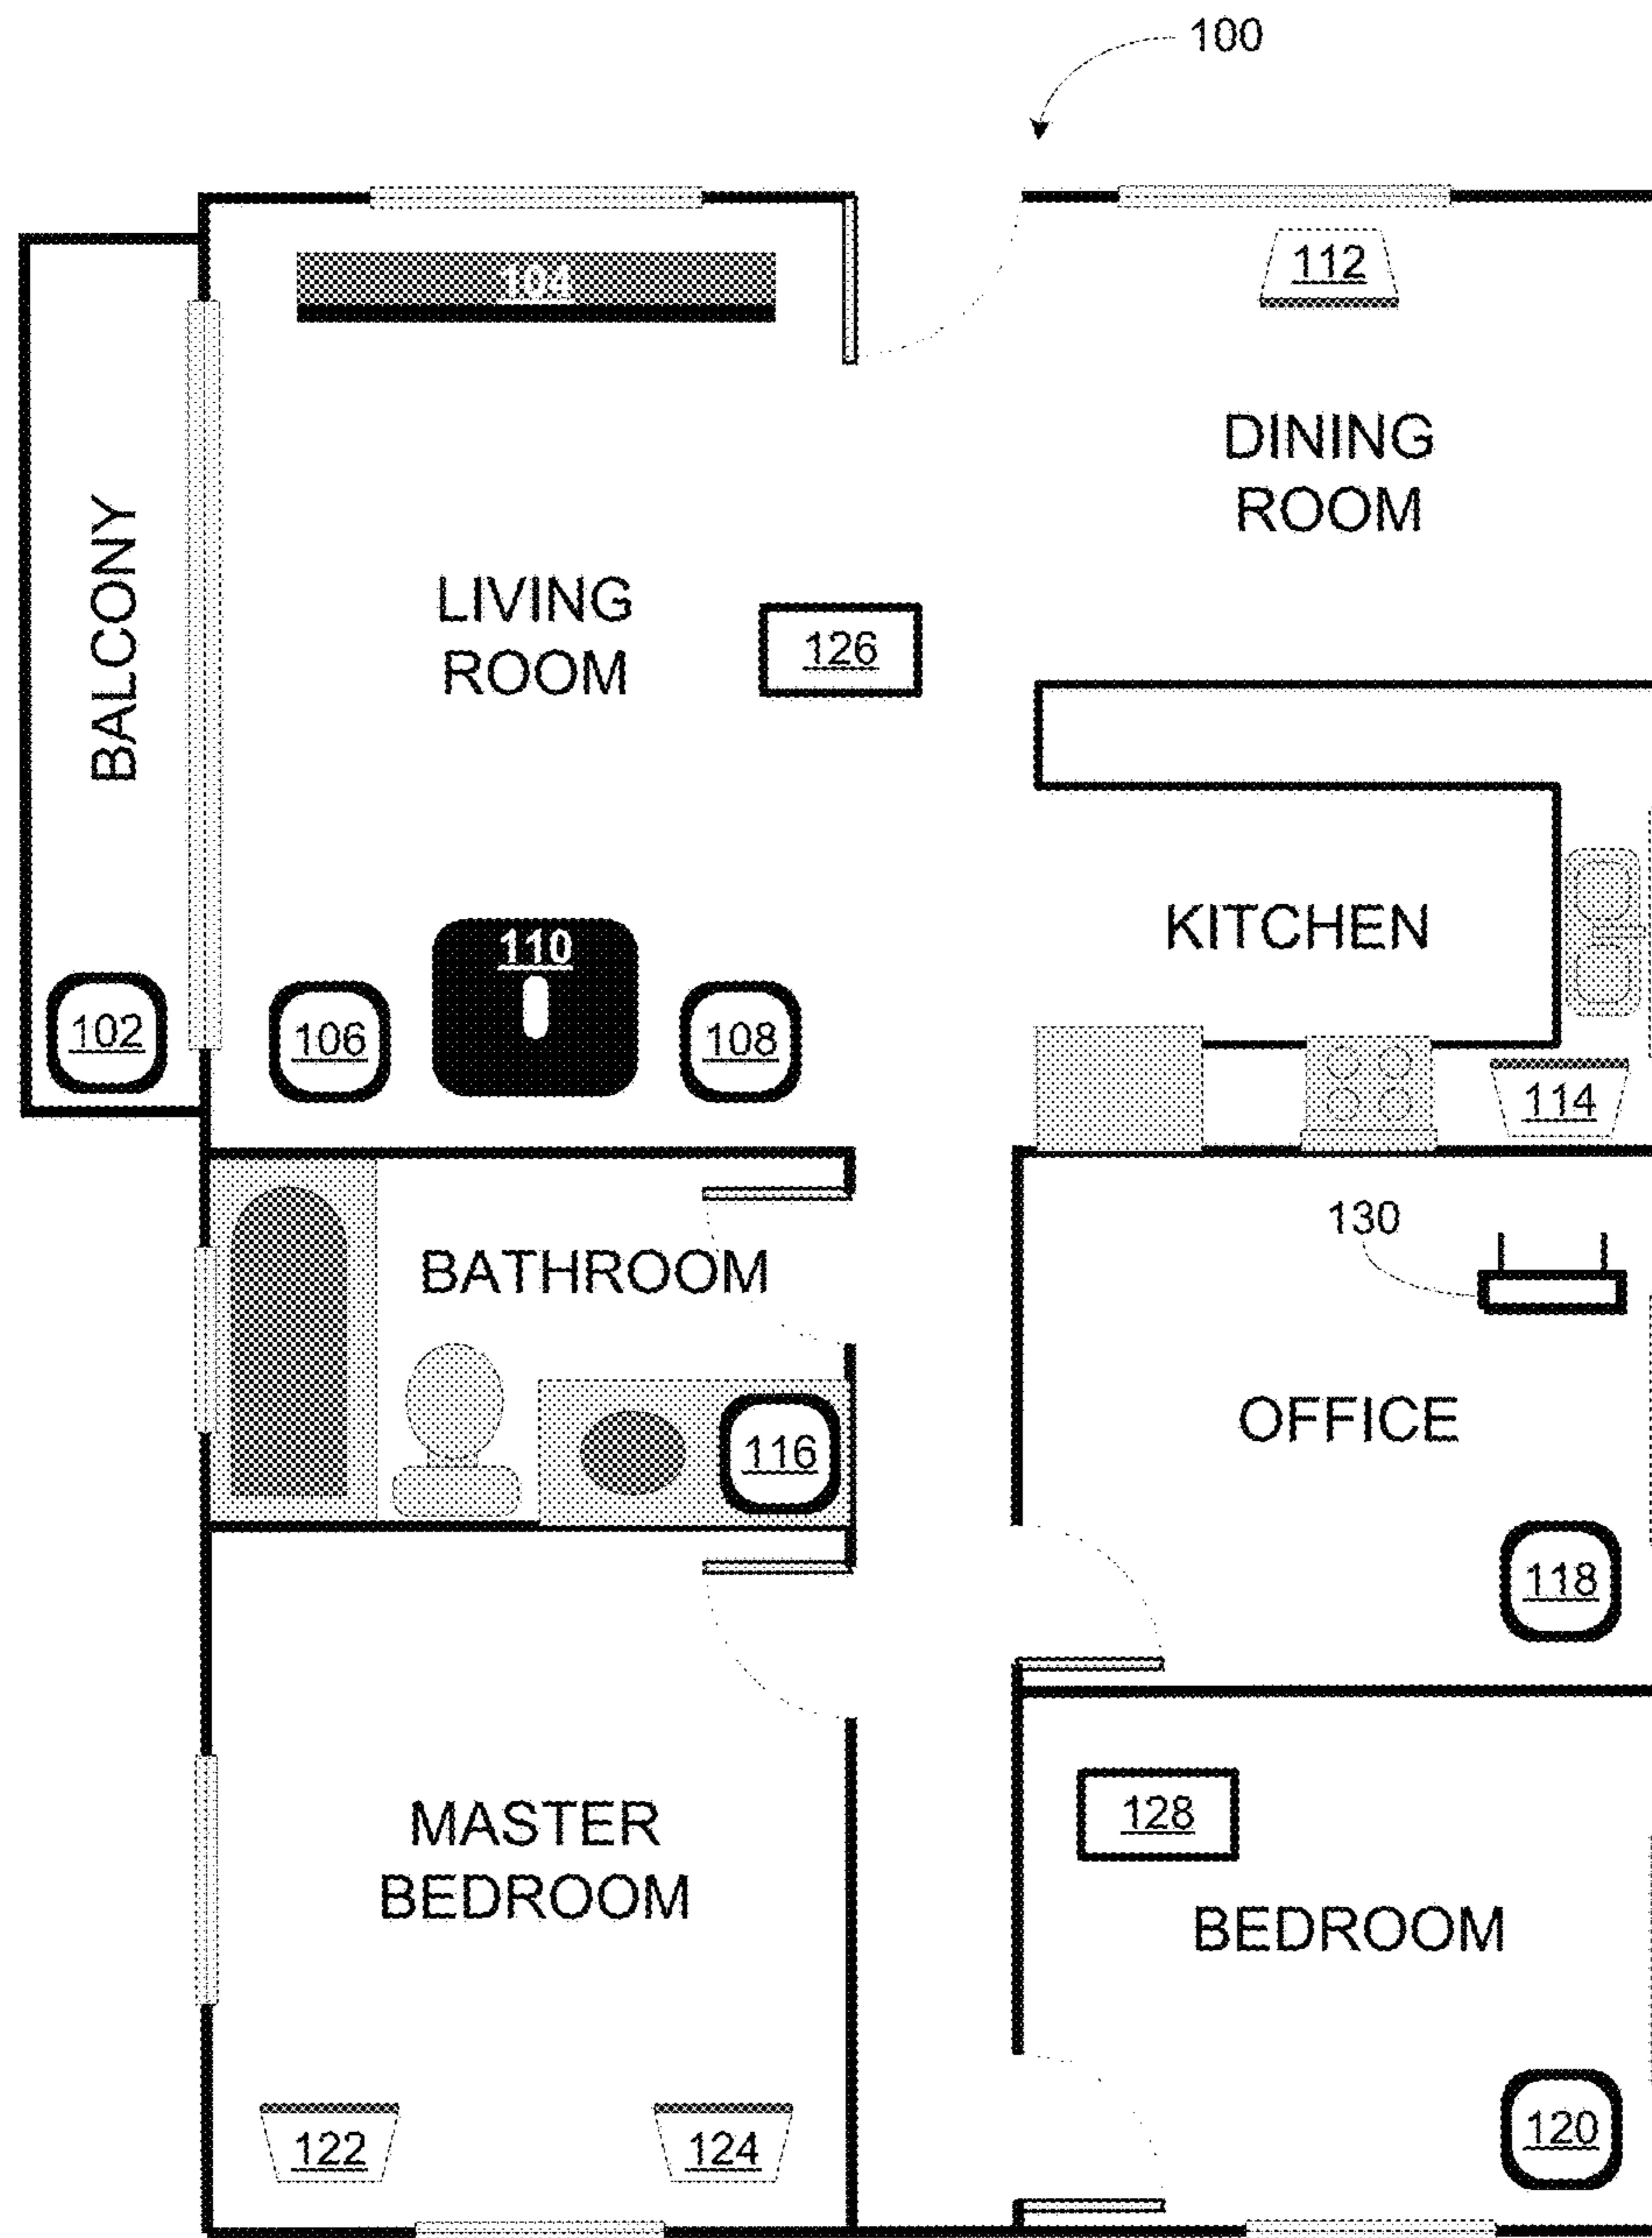 100
104
112
DINING
ROOM
BALCONY
LIVING
ROOM
126
KITCHEN
110
102
106
108
114
130
BATHROOM
OFFICE
116
118
MASTER
BEDROOM
128
BEDROOM
122
124
120